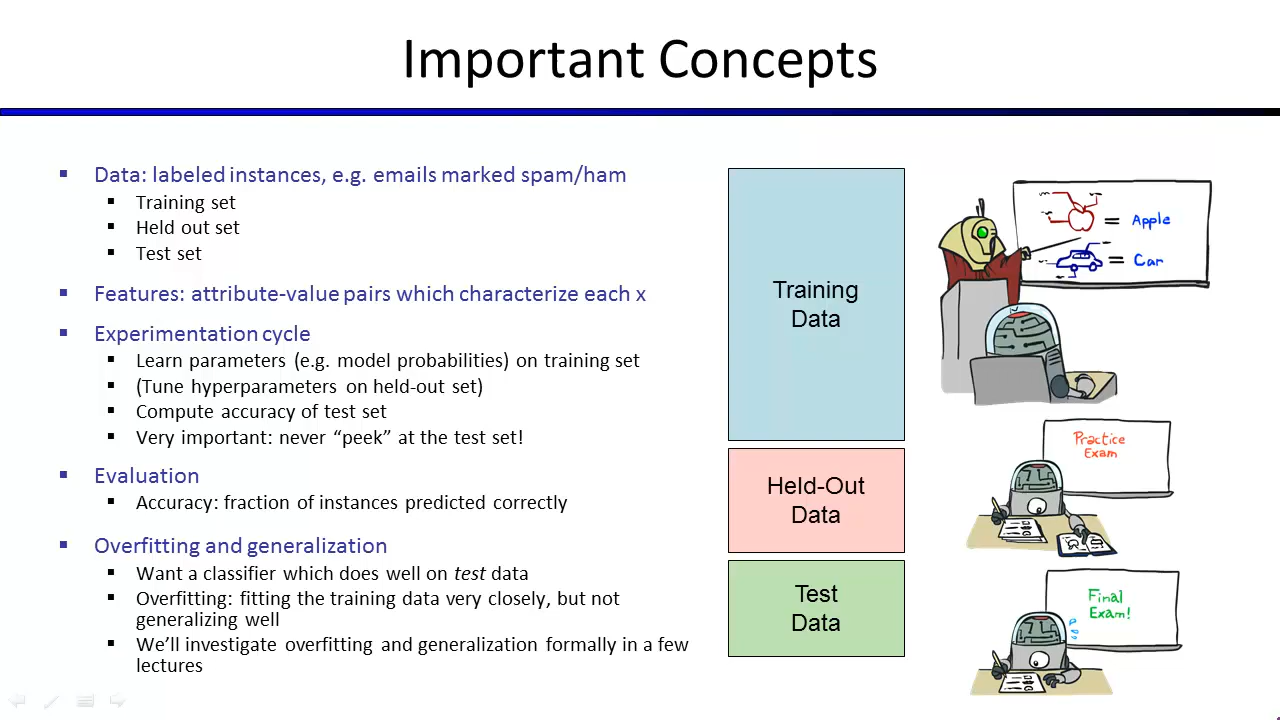 Important Concepts
Data: labeled instances, e.g. emails marked spam/ham
Training set
Held out set
Test set
Features: attribute-value pairs which characterize each x
Experimentation cycle
Learn parameters (e.g. model probabilities) on training set
(Tune hyperparameters on held-out set)
Compute accuracy of test set
Very important: never “peek” at the test set!
Evaluation
Accuracy: fraction of instances predicted correctly
Overfitting and generalization
Want a classifier which does well on test data
Overfitting: fitting the training data very closely, but not
generalizing well
We’ll investigate overfitting and generalization formally in a few
lectures
Training
Data
Held-Out
Data
Test
Data
= Apple
= Car
Practice
Exam
Final
Exam!